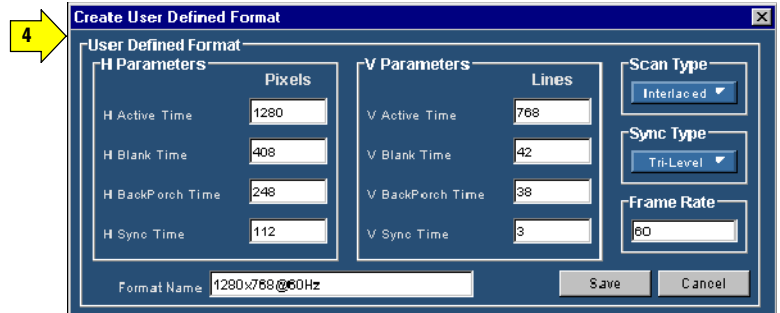 4
Create User Defined Format
User Defined Format
H Parameters
Pixels
H Active Time 1280
H Blank Time 408
H BackPorch Time 248
H Sync Time 112
V Parameters
Lines
V Active Time 768
V Blank Time 42
V BackPorch Time 38
V Sync Time 3
Scan Type
Interlaced
Sync Type
Tri-Level
Frame Rate
60
Format Name 1280x768@60Hz
Save Cancel